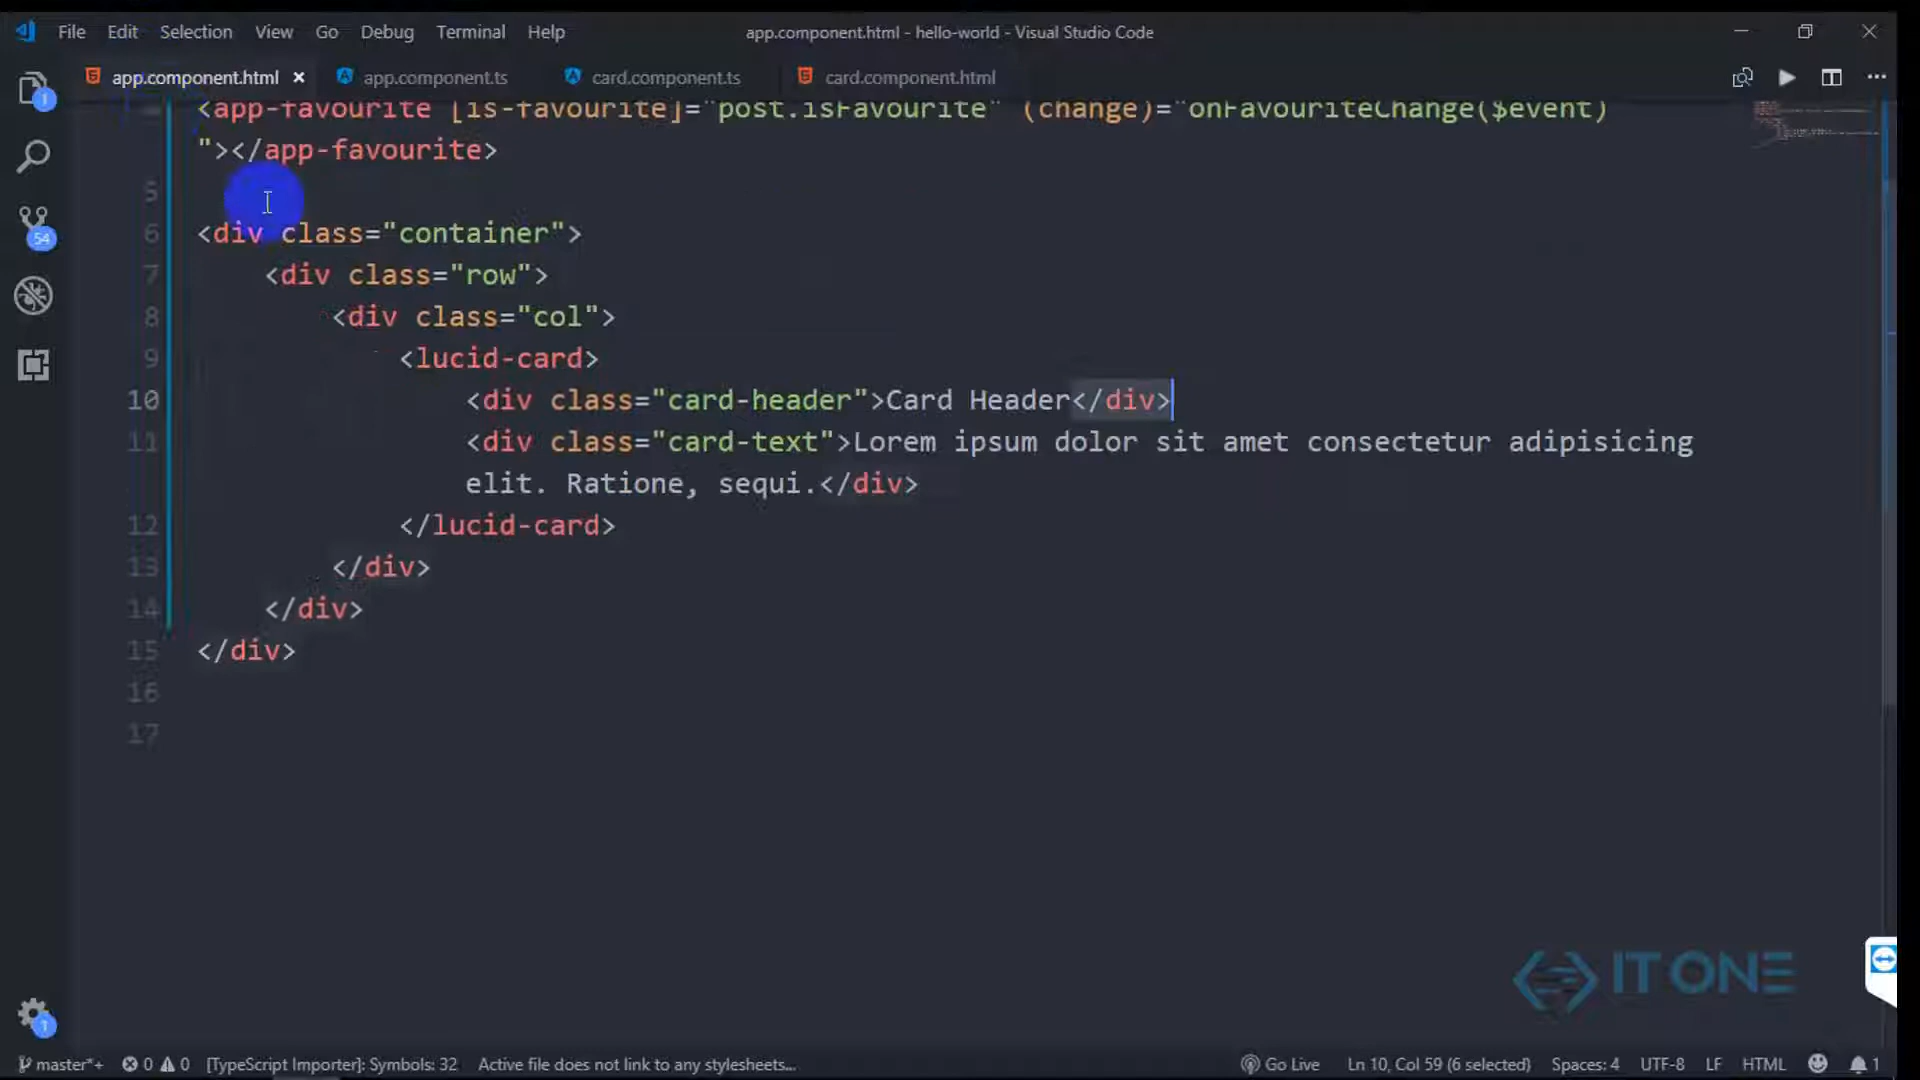 File Edit Selection View Go Debug Terminal Help app.component.html - hello-world - Visual Studio Code
app.component.html app.component.ts card.component.ts card.component.html
<app-favourite [is-favourite]="post.isFavourite" (change)="onFavouriteChange($event)
"></app-favourite>
5
6 <div class="container">
7 <div class="row">
8 <div class="col">
9 <lucid-card>
10 <div class="card-header">Card Header</div>
11 <div class="card-text">Lorem ipsum dolor sit amet consectetur adipisicing
elit. Ratione, sequi.</div>
12 </lucid-card>
13 </div>
14 </div>
15 </div>
16
17
1
54
1
IT ONE
master*+ 0 0 [TypeScript Importer]: Symbols: 32 Active file does not link to any stylesheets... Go Live Ln 10, Col 59 (6 selected) Spaces: 4 UTF-8 LF HTML 1